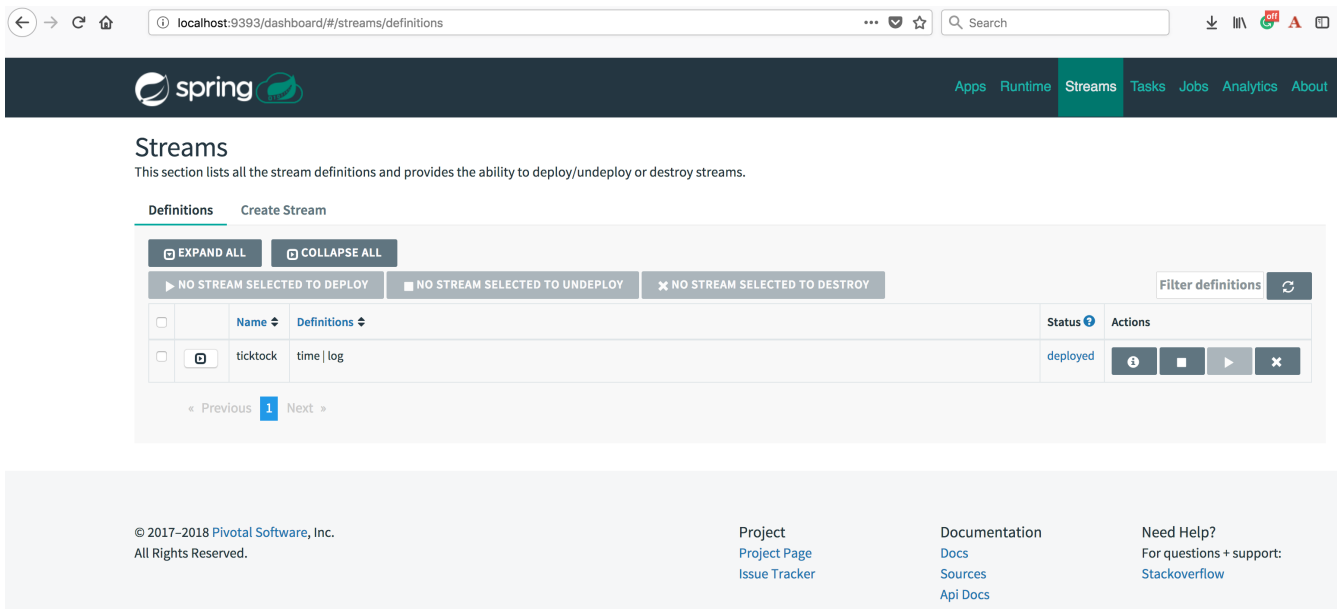 localhost:9393/dashboard/#/streams/definitions
Search
off
A
spring
Apps Runtime Streams Tasks Jobs Analytics About
Streams
This section lists all the stream definitions and provides the ability to deploy/undeploy or destroy streams.
Definitions Create Stream
EXPAND ALL COLLAPSE ALL
NO STREAM SELECTED TO DEPLOY NO STREAM SELECTED TO UNDEPLOY NO STREAM SELECTED TO DESTROY Filter definitions
Name Definitions Status Actions
ticktock time | log deployed
« Previous 1 Next »
© 2017–2018 Pivotal Software, Inc.
All Rights Reserved.
Project
Project Page
Issue Tracker
Documentation
Docs
Sources
Api Docs
Need Help?
For questions + support:
Stackoverflow